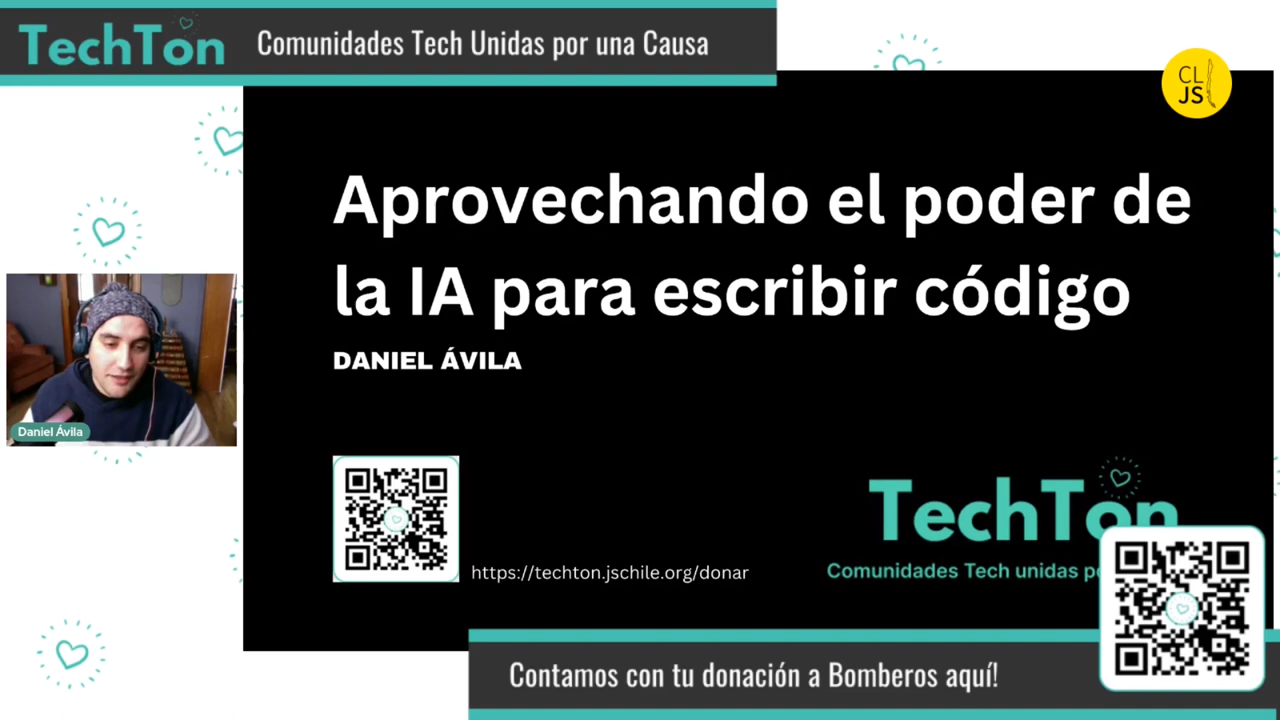 TechTon
Comunidades Tech Unidas por una Causa
CL
JS
Aprovechando el poder de
la IA para escribir código
DANIEL ÁVILA
Daniel Ávila
https://techton.jschile.org/donar
TechTon
Comunidades Tech unidas p
Contamos con tu donación a Bomberos aquí!